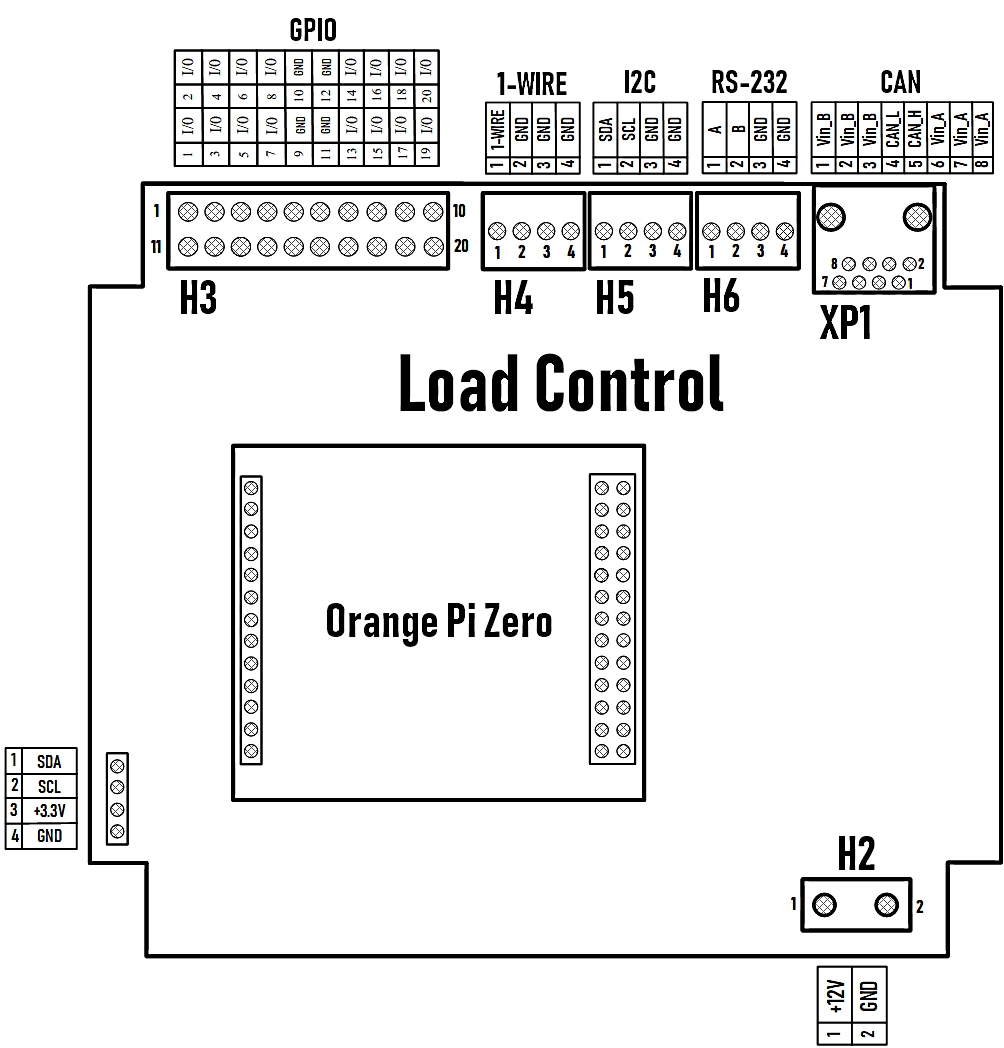 GPIO
I/O I/O I/O I/O GND GND I/O I/O I/O I/O
2 4 6 8 10 12 14 16 18 20
I/O I/O I/O I/O GND GND I/O I/O I/O I/O
1 3 5 7 9 11 13 15 17 19
1-WIRE
1-WIRE GND GND GND
1 2 3 4
I2C
SDA SCL GND GND
1 2 3 4
RS-232
A B GND GND
1 2 3 4
CAN
Vin_B Vin_B Vin_B CAN_L CAN_H Vin_A Vin_A Vin_A
1 2 3 4 5 6 7 8
1 10
11 20
H3
1 2 3 4
H4
1 2 3 4
H5
1 2 3 4
H6
8 2
7 1
XP1
Load Control
Orange Pi Zero
1 SDA
2 SCL
3 +3.3V
4 GND
H2
1 2
+12V GND
1 2